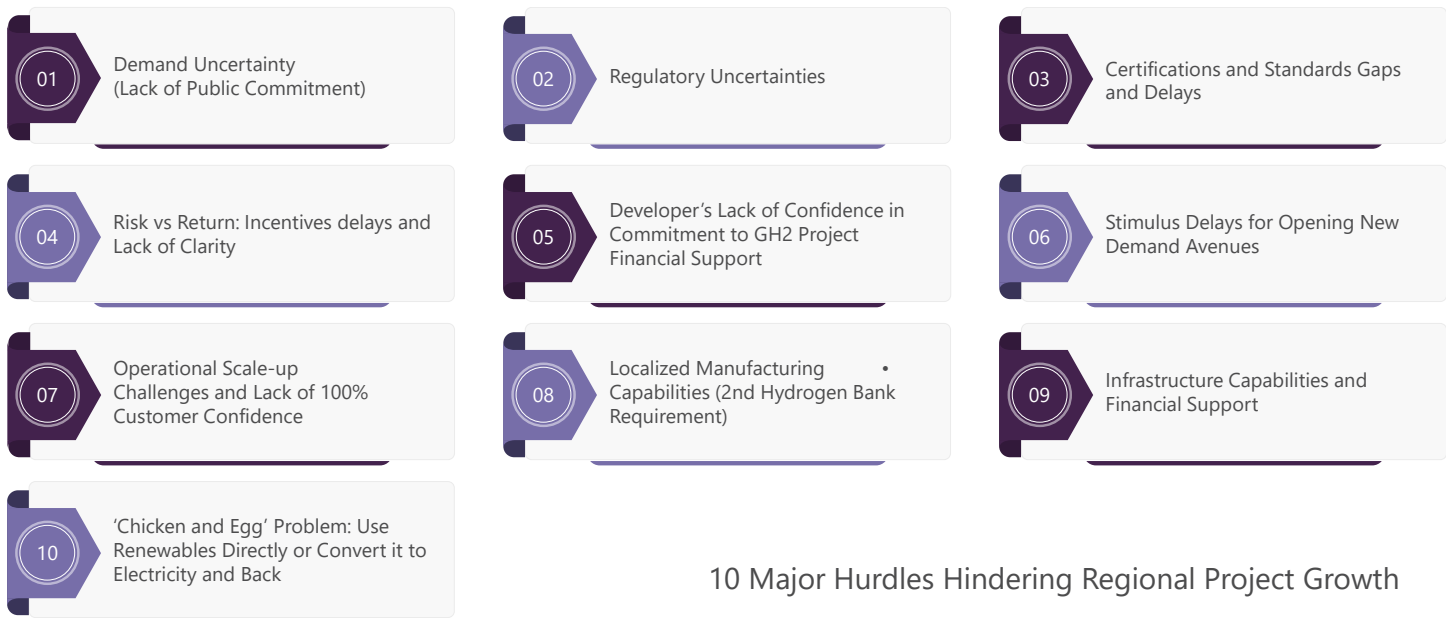 01
Demand Uncertainty
(Lack of Public Commitment)
02
Regulatory Uncertainties
03
Certifications and Standards Gaps
and Delays
04
Risk vs Return: Incentives delays and
Lack of Clarity
05
Developer’s Lack of Confidence in
Commitment to GH2 Project
Financial Support
06
Stimulus Delays for Opening New
Demand Avenues
07
Operational Scale-up
Challenges and Lack of 100%
Customer Confidence
08
Localized Manufacturing •
Capabilities (2nd Hydrogen Bank
Requirement)
09
Infrastructure Capabilities and
Financial Support
10
‘Chicken and Egg’ Problem: Use
Renewables Directly or Convert it to
Electricity and Back
10 Major Hurdles Hindering Regional Project Growth